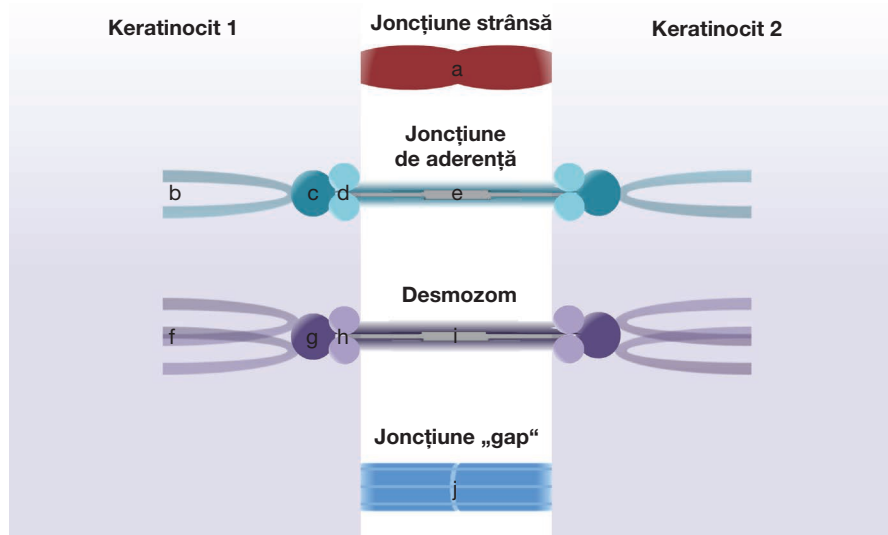 Keratinocit 1
Joncțiune strânsă
Keratinocit 2
a
Joncțiune
de aderență
b
c
d
e
Desmozom
f
g
h
i
Joncțiune „gap“
j